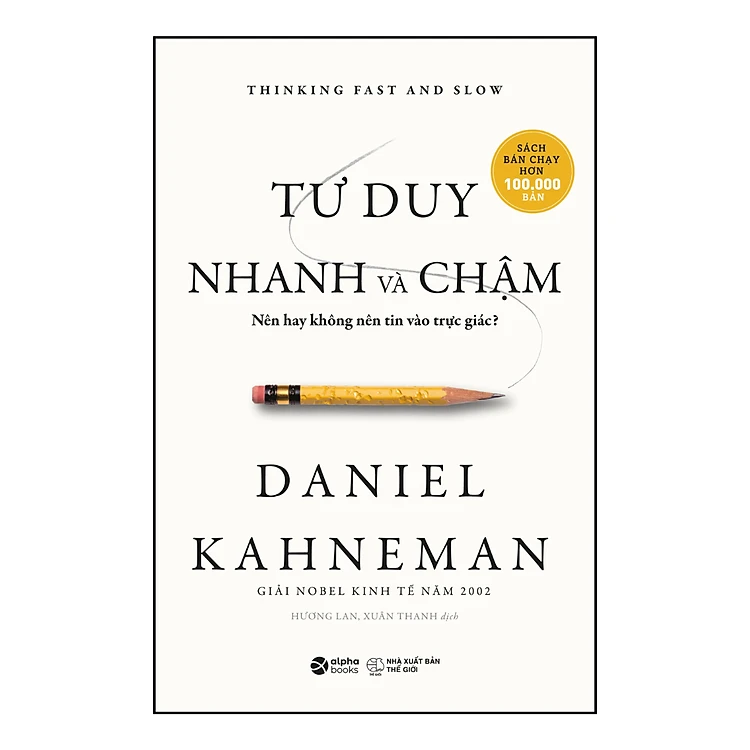 THINKING FAST AND SLOW
SÁCH
BÁN CHẠY
HƠN
100.000
BẢN
TƯ DUY
NHANH VÀ CHẬM
Nên hay không nên tin vào trực giác?
DANIEL
KAHNEMAN
GIẢI NOBEL KINH TẾ NĂM 2002
HƯƠNG LAN, XUÂN THANH dịch
alpha
books
THẾ GIỚI
NHÀ XUẤT BẢN
THẾ GIỚI